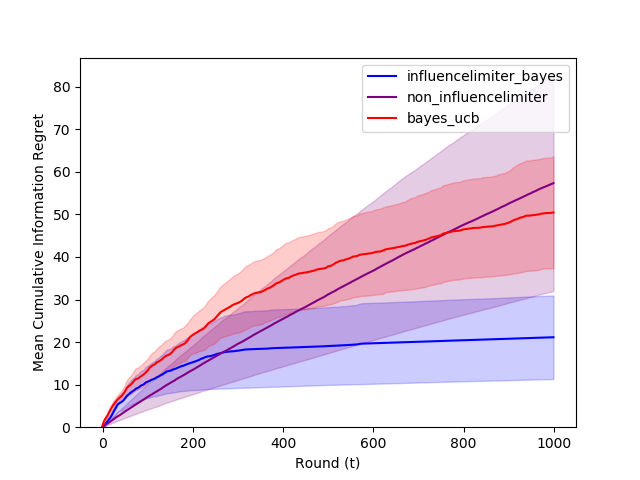 influencelimiter_bayes
non_influencelimiter
bayes_ucb
Mean Cumulative Information Regret
80
70
60
50
40
30
20
10
0
0 200 400 600 800 1000
Round (t)